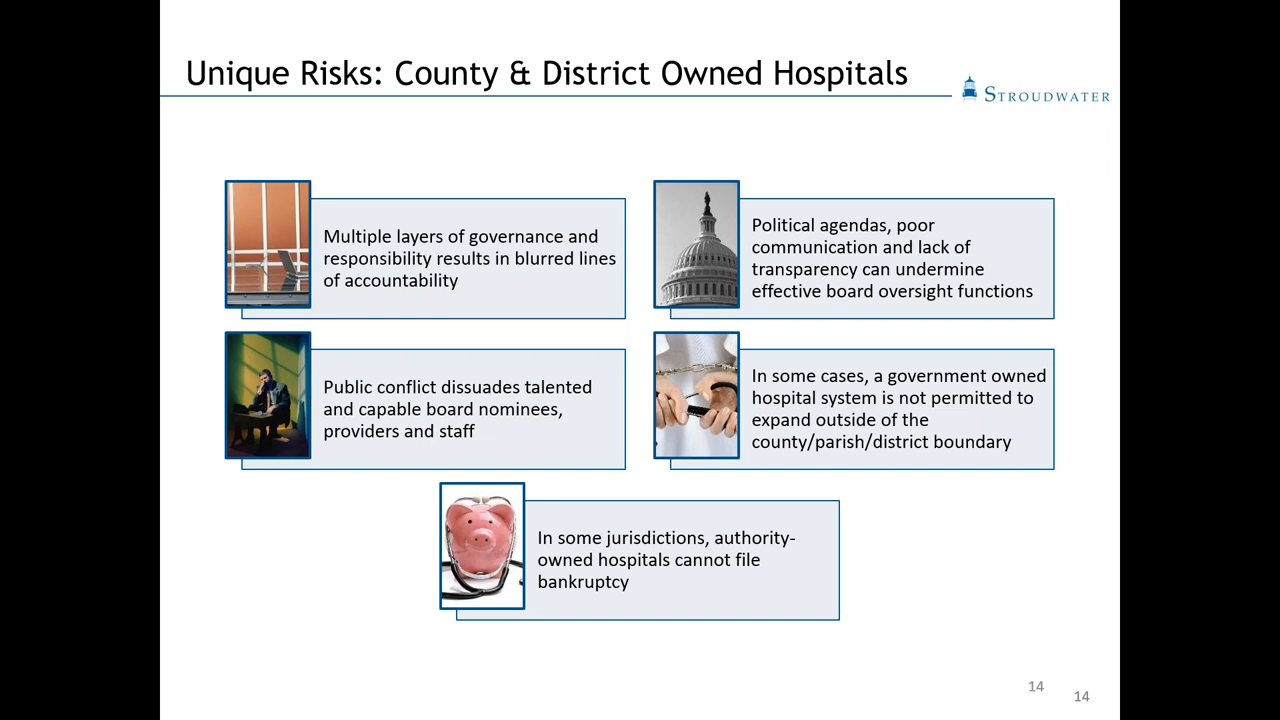 Unique Risks: County & District Owned Hospitals
STROUDWATER
Multiple layers of governance and
responsibility results in blurred lines
of accountability
Political agendas, poor
communication and lack of
transparency can undermine
effective board oversight functions
Public conflict dissuades talented
and capable board nominees,
providers and staff
In some cases, a government owned
hospital system is not permitted to
expand outside of the
county/parish/district boundary
In some jurisdictions, authority-
owned hospitals cannot file
bankruptcy
14
14